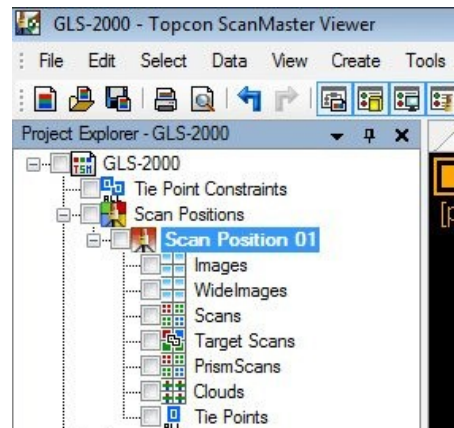 GLS-2000 - Topcon ScanMaster Viewer
File Edit Select Data View Create Tools
Project Explorer - GLS-2000
GLS-2000
Tie Point Constraints
Scan Positions
Scan Position 01
Images
WideImages
Scans
Target Scans
PrismScans
Clouds
Tie Points